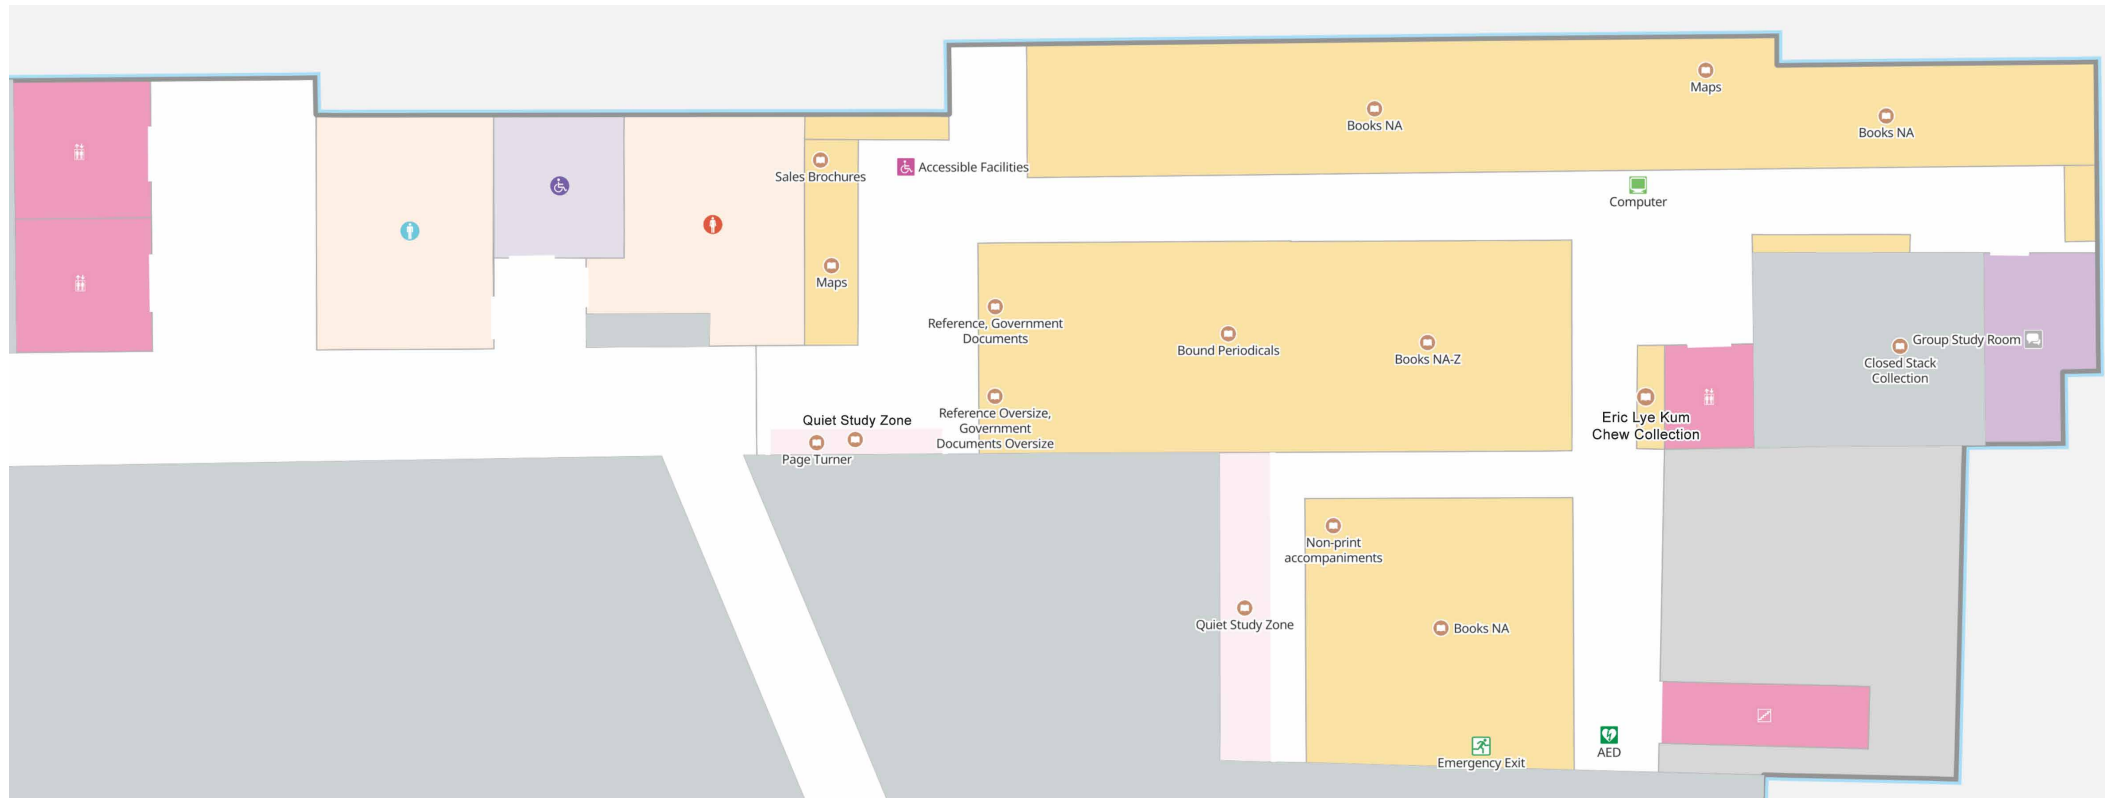 Maps
Books NA
Books NA
Sales Brochures
Accessible Facilities
Computer
Maps
Reference, Government
Documents
Bound Periodicals
Books NA-Z
Group Study Room
Closed Stack
Collection
Quiet Study Zone
Page Turner
Reference Oversize,
Government
Documents Oversize
Eric Lye Kum
Chew Collection
Non-print
accompaniments
Quiet Study Zone
Books NA
Emergency Exit
AED